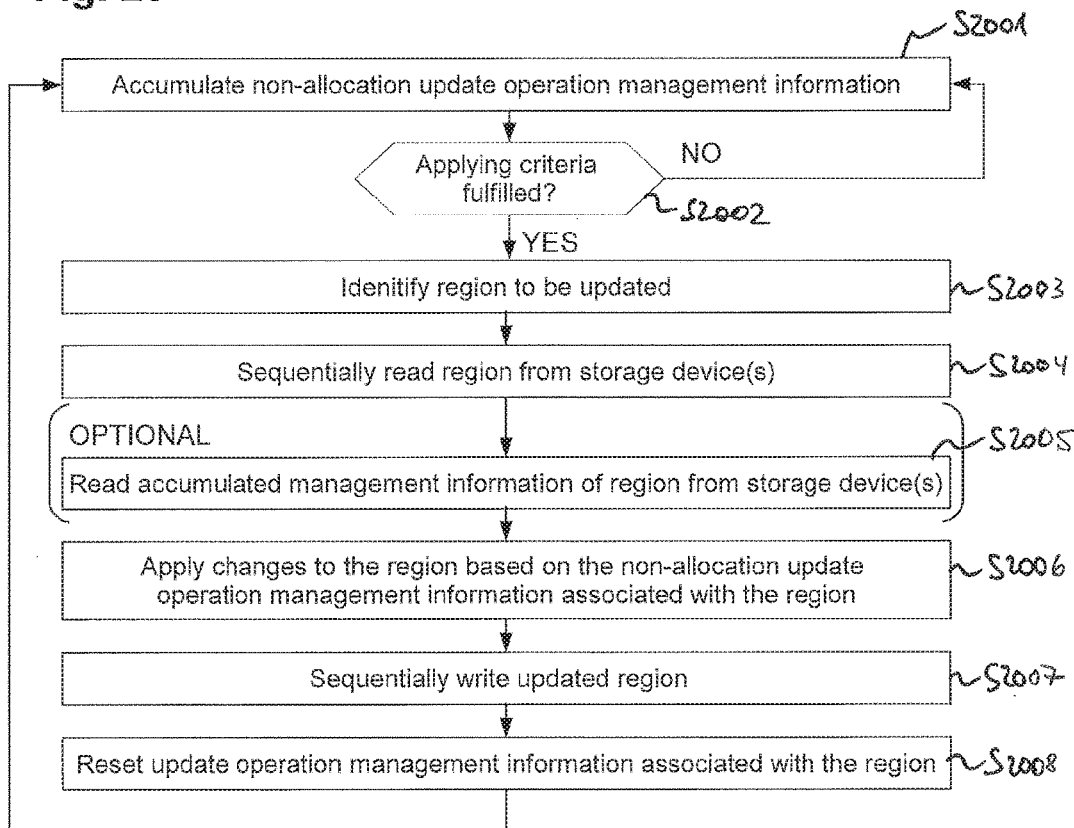 S2001
Accumulate non-allocation update operation management information
Applying criteria
fulfilled?
NO
S2002
YES
Idenitify region to be updated
S2003
Sequentially read region from storage device(s)
S2004
OPTIONAL
S2005
Read accumulated management information of region from storage device(s)
Apply changes to the region based on the non-allocation update
operation management information associated with the region
S2006
Sequentially write updated region
S2007
Reset update operation management information associated with the region
S2008